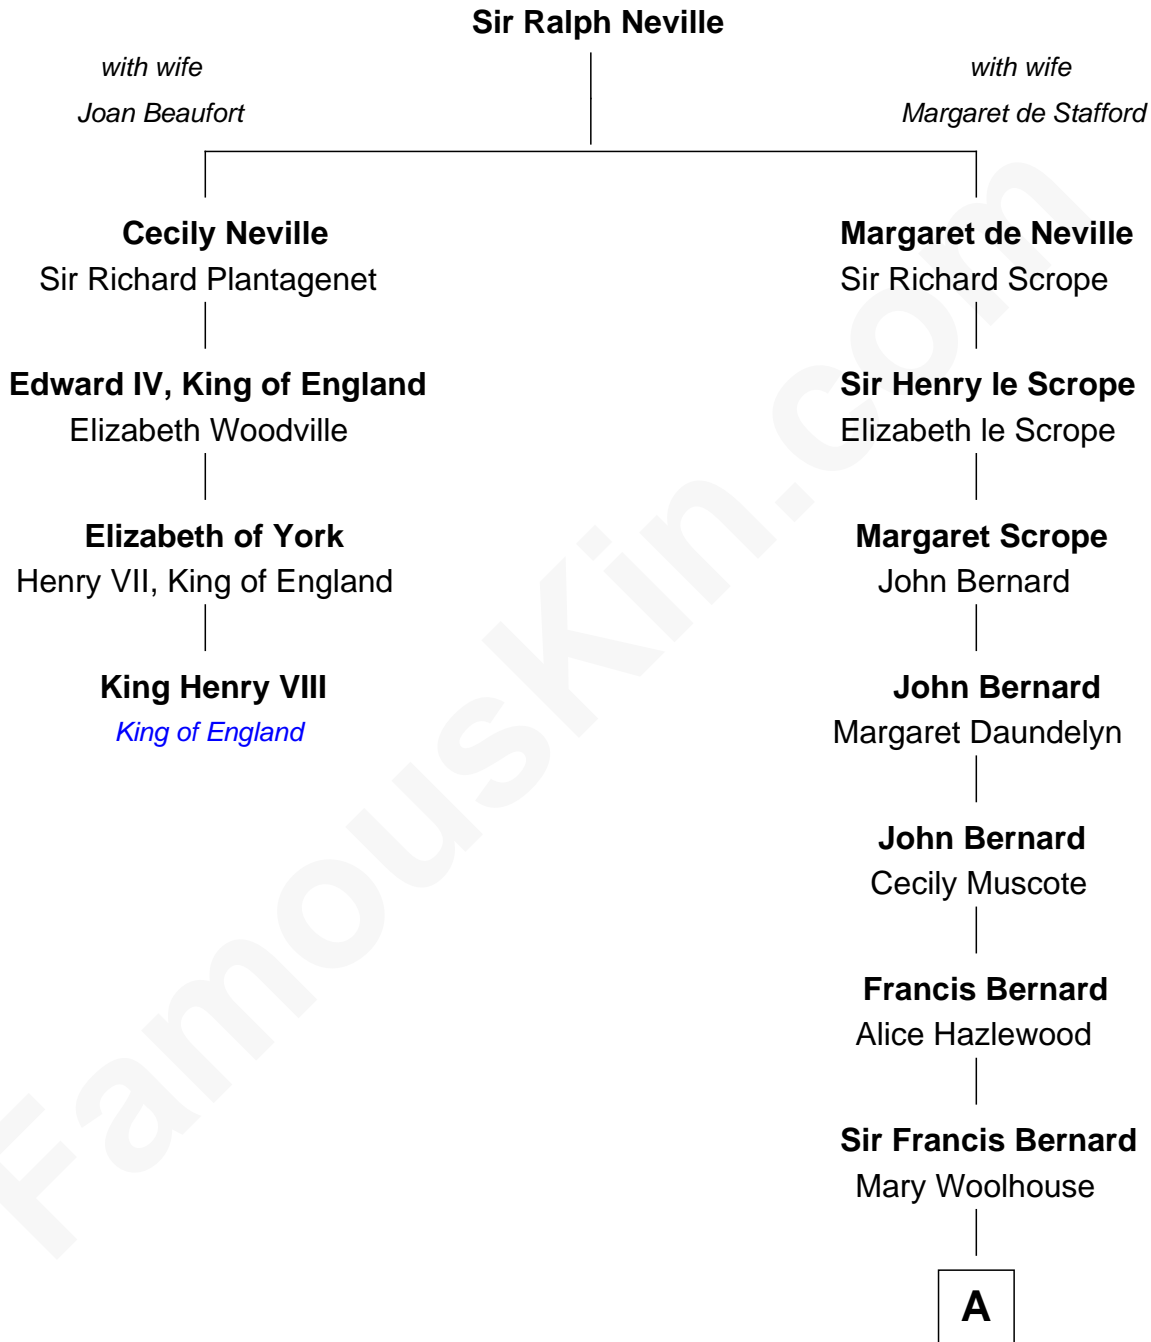 Sir Ralph Neville
with wife
Joan Beaufort
with wife
Margaret de Stafford
Cecily Neville
Sir Richard Plantagenet
Margaret de Neville
Sir Richard Scrope
Edward IV, King of England
Elizabeth Woodville
Sir Henry le Scrope
Elizabeth le Scrope
Elizabeth of York
Henry VII, King of England
Margaret Scrope
John Bernard
King Henry VIII
King of England
John Bernard
Margaret Daundelyn
John Bernard
Cecily Muscote
Francis Bernard
Alice Hazlewood
Sir Francis Bernard
Mary Woolhouse
A
FamousKin.com